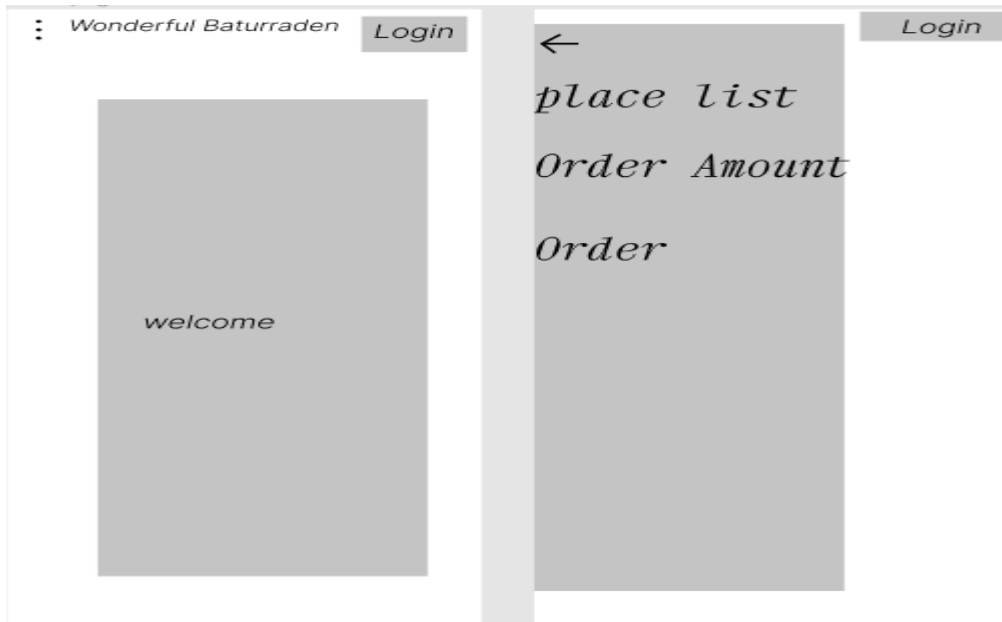 Wonderful Baturraden
Login
welcome
Login
place list
Order Amount
Order